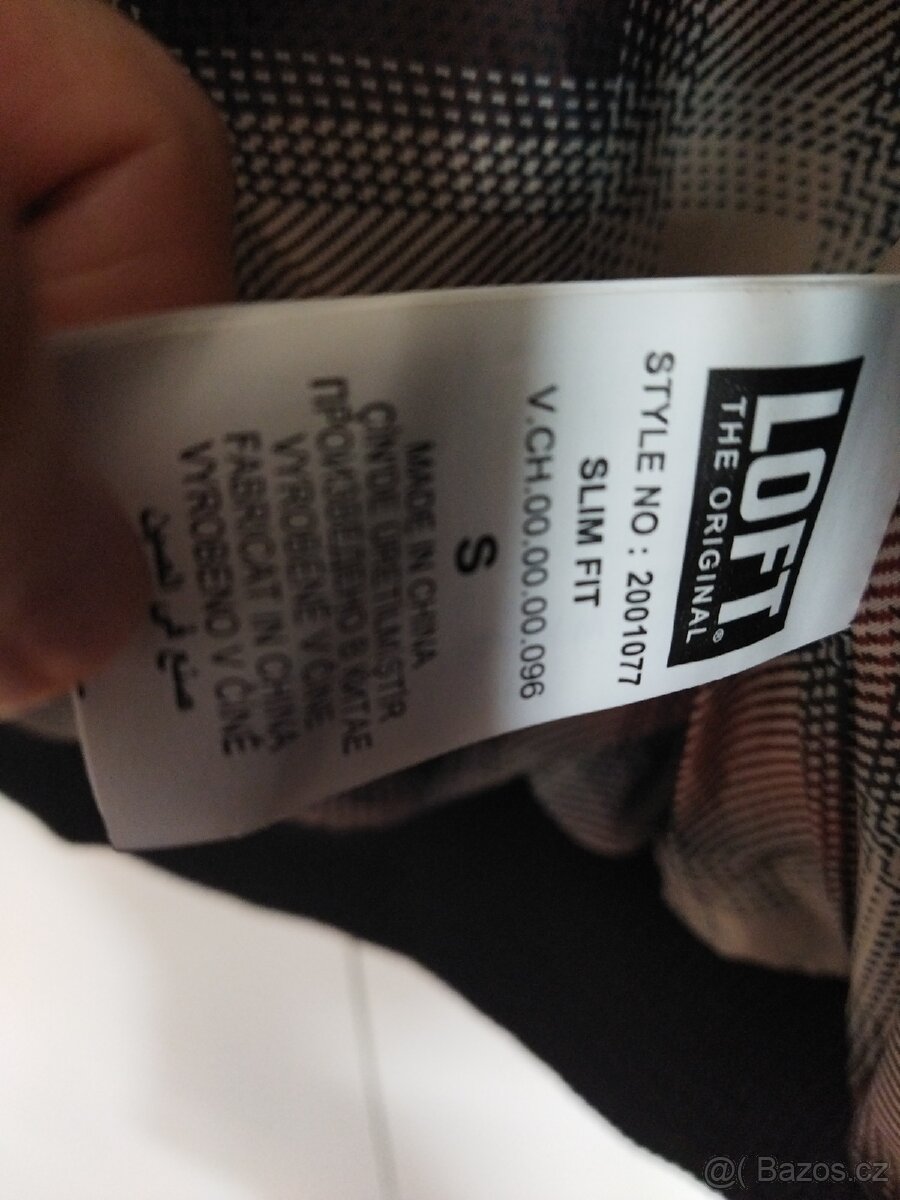 LOFT®
THE ORIGINAL
STYLE NO : 2001077
SLIM FIT
V.CH.00.00.00.096
S
MADE IN CHINA
ÇİN'DE ÜRETİLMİŞTİR
ПРОИЗВЕДЕНО В КИТАЕ
VYROBENÉ V ČÍNE
FABRICAT IN CHINA
VYROBENO V ČÍNĚ
صنع في الصين
@( Bazos.cz